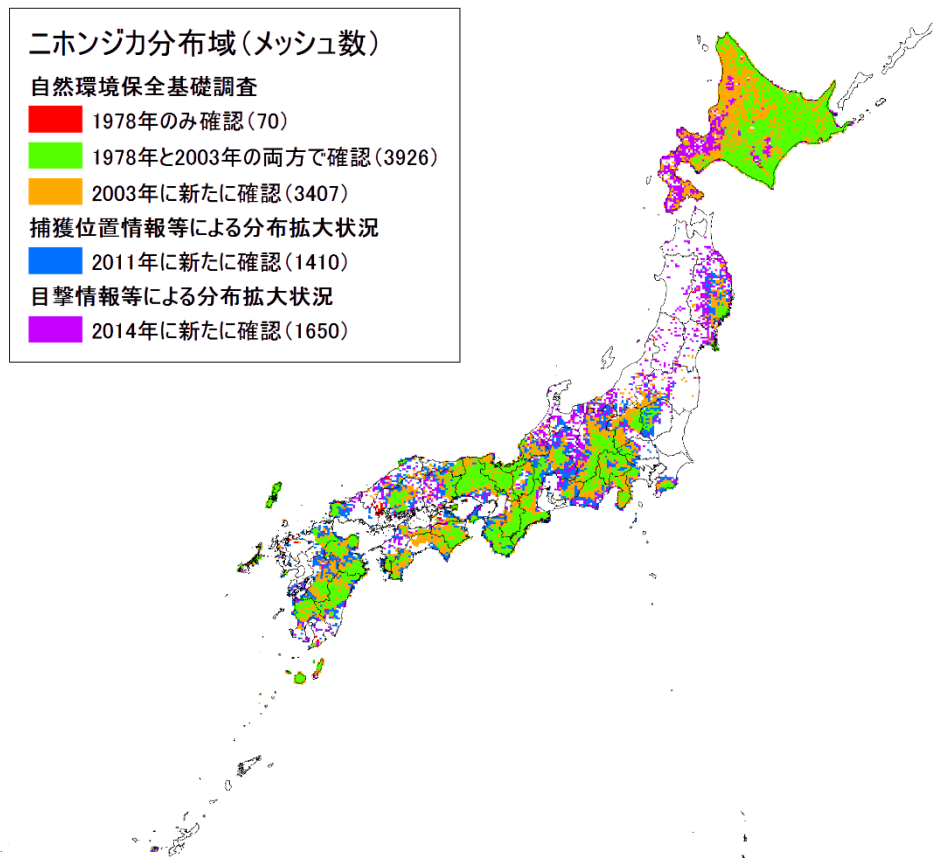 ニホンジカ分布域(メッシュ数)
自然環境保全基礎調査
1978年のみ確認(70)
1978年と2003年の両方で確認(3926)
2003年に新たに確認(3407)
捕獲位置情報等による分布拡大状況
2011年に新たに確認(1410)
目撃情報等による分布拡大状況
2014年に新たに確認(1650)